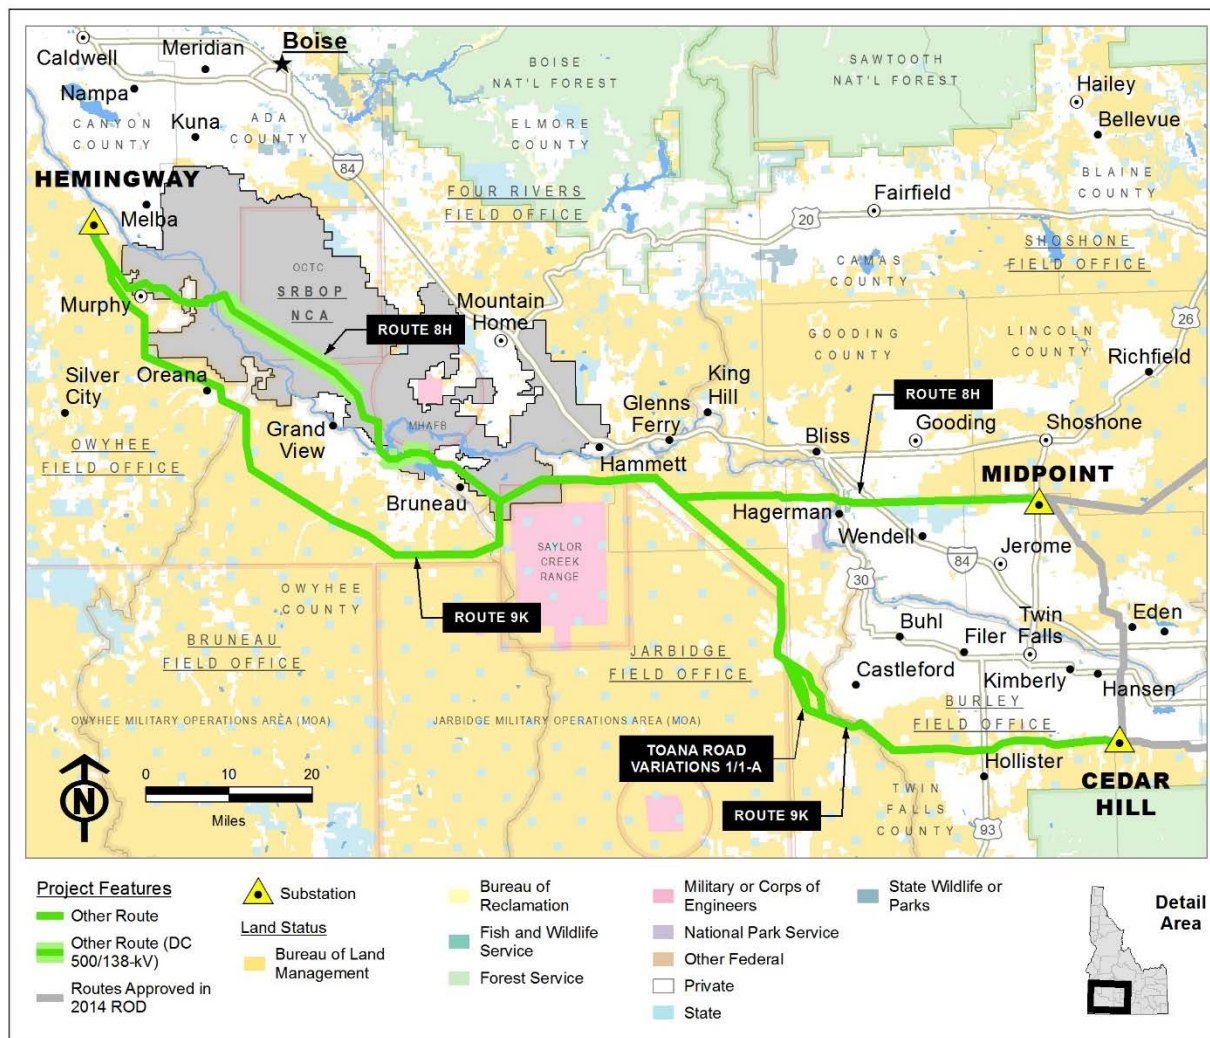 Caldwell
Meridian
Boise
Nampa
CANYON
COUNTY
Kuna
ADA
COUNTY
84
BOISE
NAT'L FOREST
ELMORE
COUNTY
SAWTOOTH
NAT'L FOREST
Hailey
Bellevue
BLAINE
COUNTY
HEMINGWAY
Melba
FOUR RIVERS
FIELD OFFICE
20
Fairfield
SHOSHONE
FIELD OFFICE
CAMAS
COUNTY
OCTC
SRBOP
NCA
Murphy
Mountain
Home
ROUTE 8H
GOODING
COUNTY
LINCOLN
COUNTY
26
Richfield
Silver
City
Oreana
King
Hill
ROUTE 8H
Gooding
Shoshone
Grand
View
MHAFB
Glenns
Ferry
Bliss
OWYHEE
FIELD OFFICE
Hammett
MIDPOINT
Bruneau
Hagerman
Wendell
SAYLOR
CREEK
RANGE
84
Jerome
OWYHEE
COUNTY
30
ROUTE 9K
Buhl
Filer
Twin
Falls
Eden
BRUNEAU
FIELD OFFICE
JARBIDGE
FIELD OFFICE
Castleford
Kimberly
Hansen
BURLEY
FIELD OFFICE
OWYHEE MILITARY OPERATIONS AREA (MOA)
JARBIDGE MILITARY OPERATIONS AREA (MOA)
TOANA ROAD
VARIATIONS 1/1-A
Hollister
CEDAR
HILL
N
0 10 20
Miles
TWIN
FALLS
COUNTY
ROUTE 9K
93
Project Features
Other Route
Other Route (DC
500/138-kV)
Routes Approved in
2014 ROD
Substation
Land Status
Bureau of Land
Management
Bureau of
Reclamation
Fish and Wildlife
Service
Forest Service
Military or Corps of
Engineers
National Park Service
Other Federal
Private
State
State Wildlife or
Parks
Detail
Area